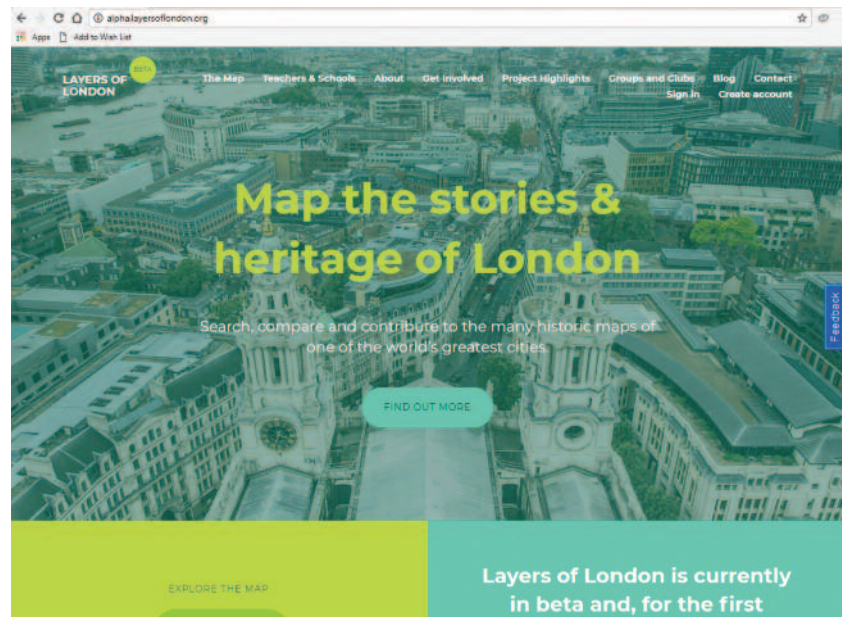 alpha.layersoflondon.org
Apps Add to Wish List
LAYERS OF
LONDON
BETA
The Map Teachers & Schools About Get Involved Project Highlights Groups and Clubs Blog Contact
Sign in Create account
Map the stories &
heritage of London
Search, compare and contribute to the many historic maps of
one of the world's greatest cities.
FIND OUT MORE
Feedback
EXPLORE THE MAP
Layers of London is currently
in beta and, for the first